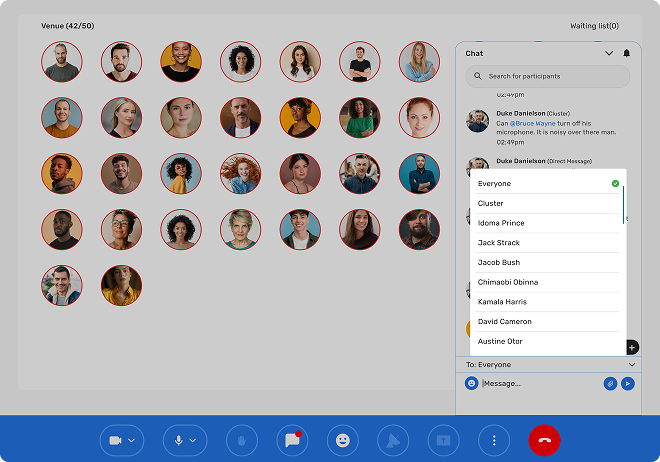 Venue (42/50)
Waiting list(0)
Chat
Search for participants
02:49pm
Duke Danielson (Cluster)
Can @Bruce Wayne turn off his
microphone. It is noisy over there man.
02:49pm
Duke Danielson (Direct Message)
Everyone
Cluster
Idoma Prince
Jack Strack
Jacob Bush
Chimaobi Obinna
Kamala Harris
David Cameron
Austine Otor
To: Everyone
Message...